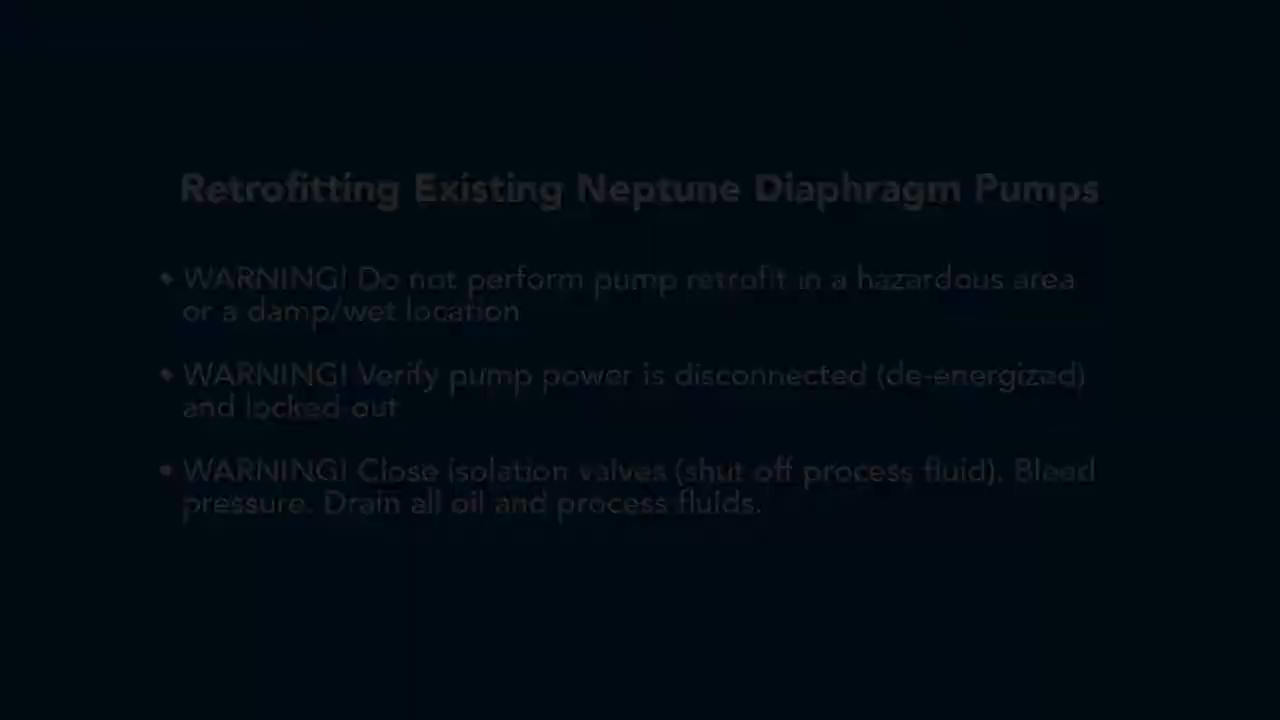 Retrofitting Existing Neptune Diaphragm Pumps
• WARNING! Do not perform pump retrofit in a hazardous area
or a damp/wet location
• WARNING! Verify pump power is disconnected (de-energized)
and locked out
• WARNING! Close isolation valves (shut off process fluid). Bleed
pressure. Drain all oil and process fluids.